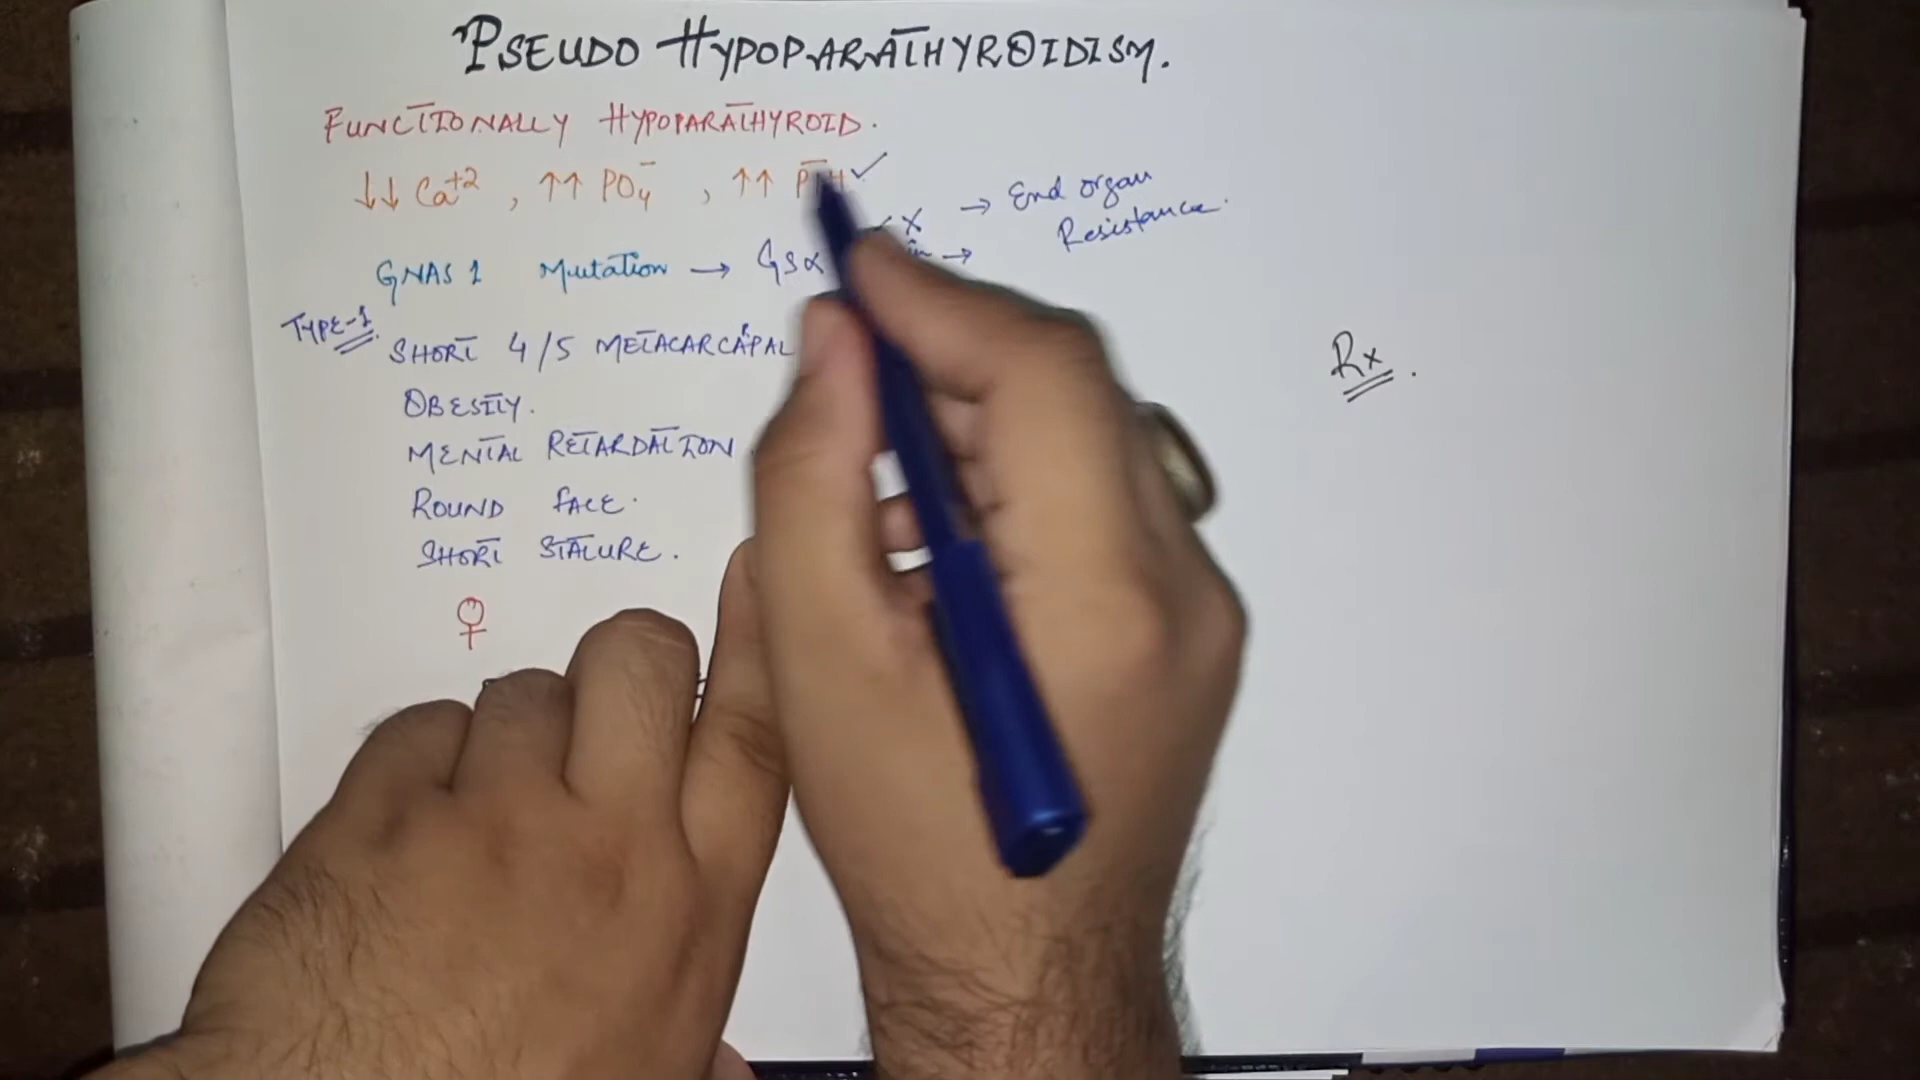 PSEUDO HYPOPARATHYROIDISM.
FUNCTIONALLY HYPOPARATHYROID.
↓↓ Ca+2 , ↑↑ PO4- , ↑↑ PTH ✓
→ End organ Resistance.
GNAS 1 Mutation → GSα
TYPE-1
SHORT 4/5 METACARCAPAL
OBESITY.
MENTAL RETARDATION
ROUND FACE.
SHORT STATURE.
♀
Rx.